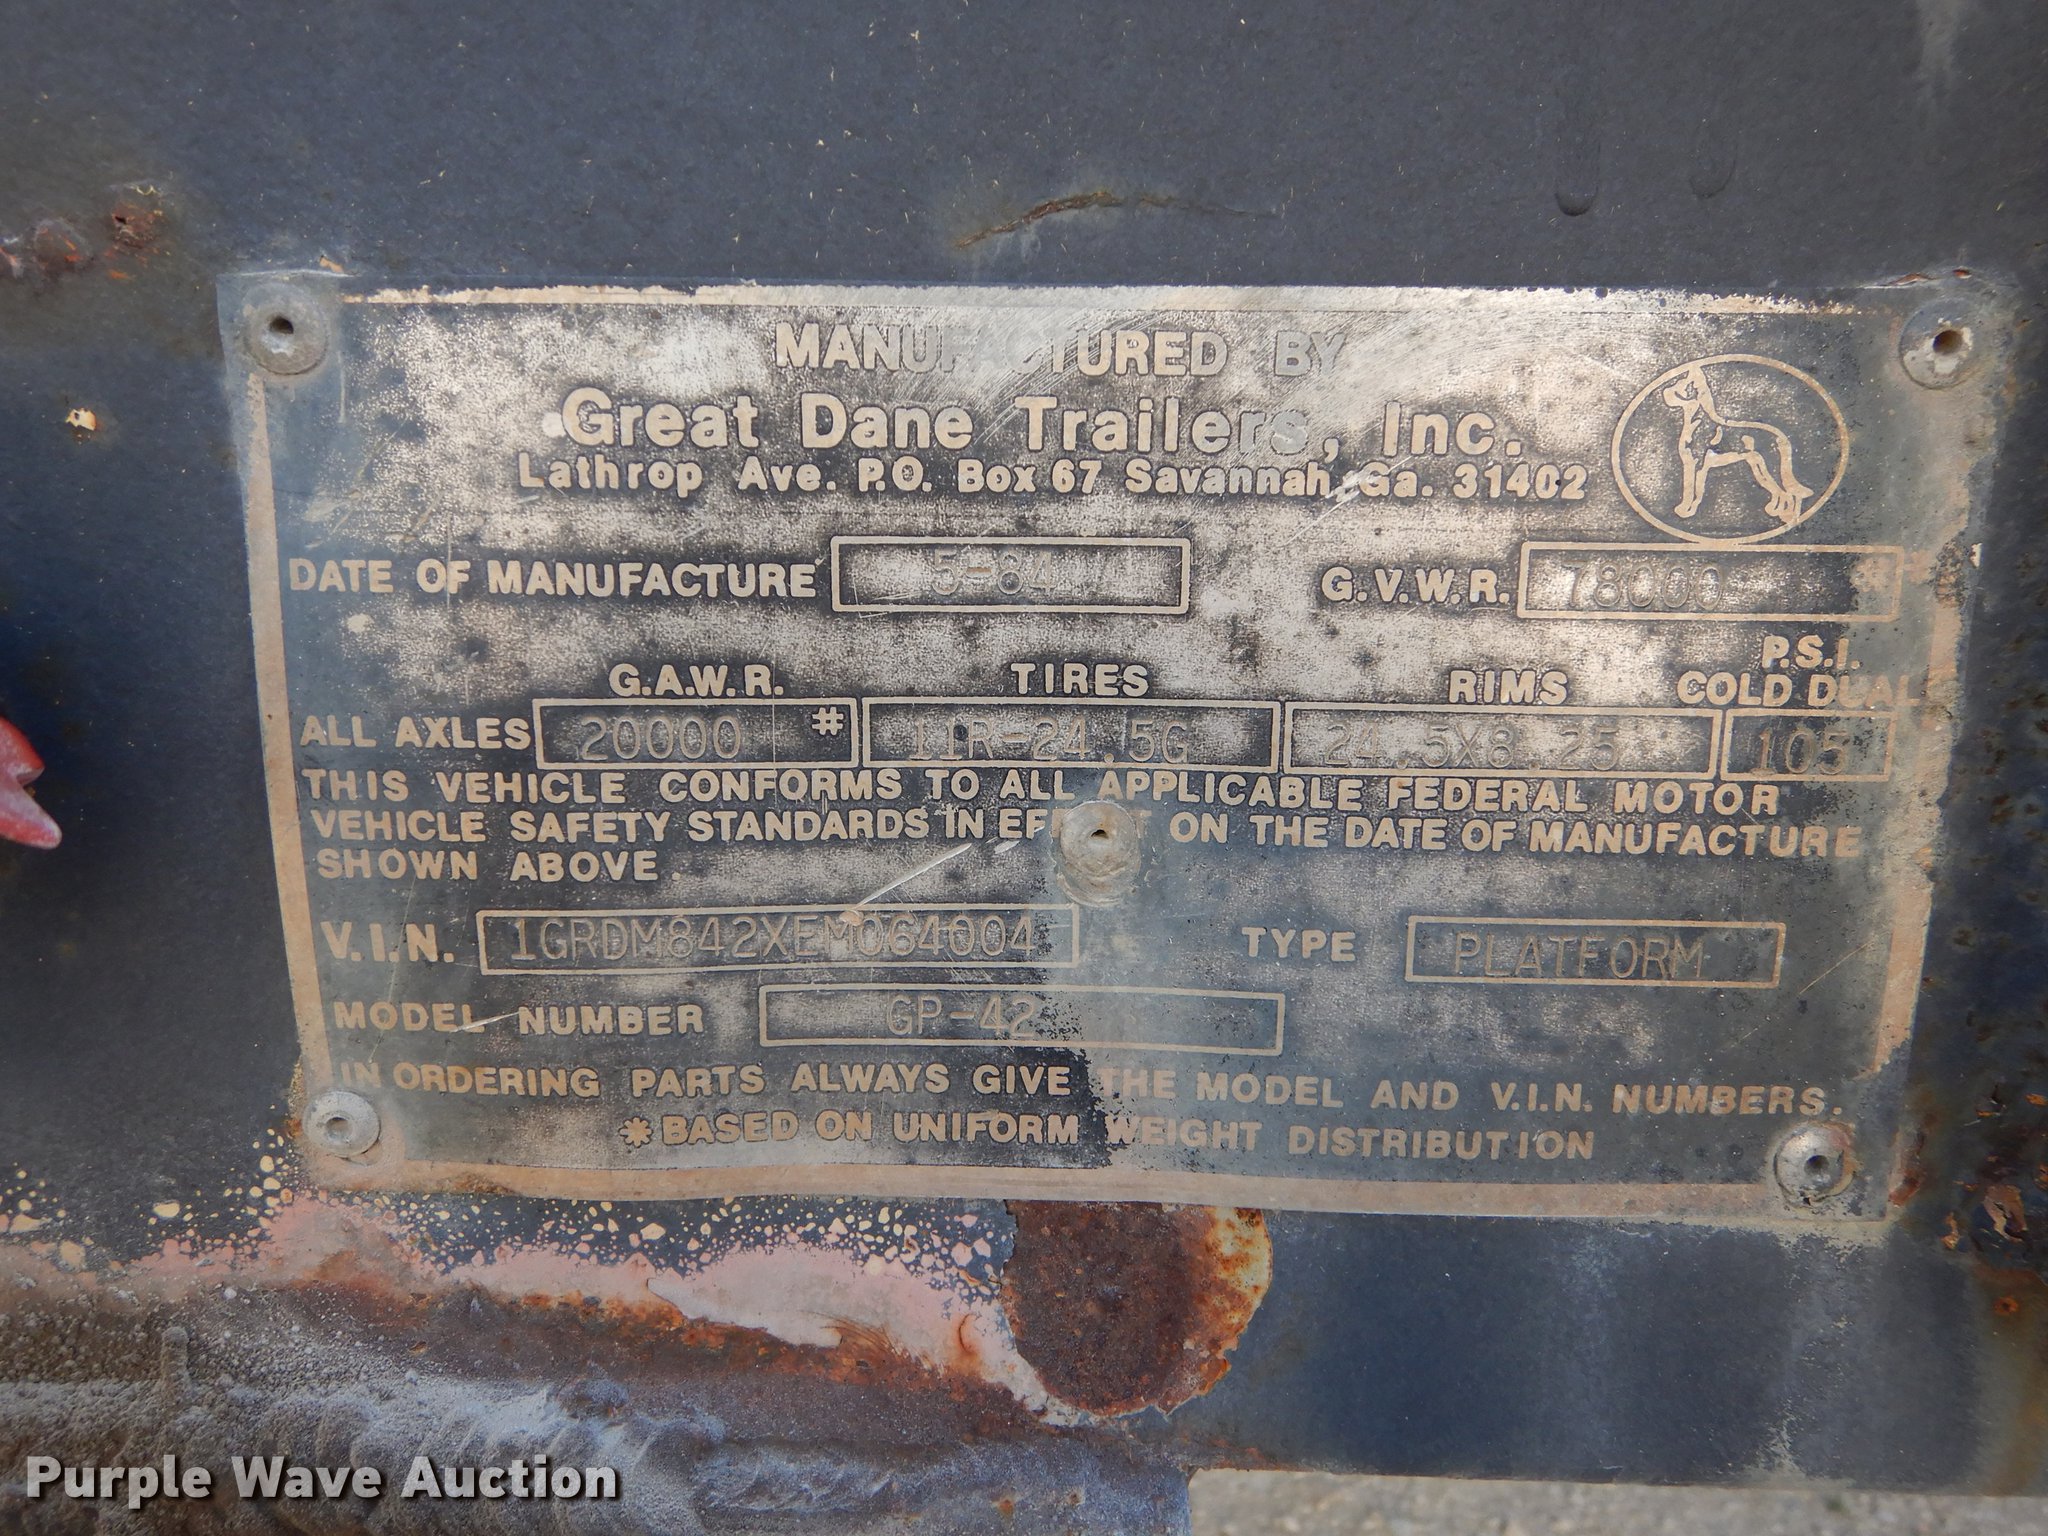 MANUFACTURED BY
Great Dane Trailers, Inc.
Lathrop Ave. P.O. Box 67 Savannah, Ga. 31402
DATE OF MANUFACTURE 5-84 G.V.W.R. 78000 # *
G.A.W.R. TIRES RIMS P.S.I. COLD DUAL
ALL AXLES 20000 # 11R-24.5G 24.5X8.25 105
THIS VEHICLE CONFORMS TO ALL APPLICABLE FEDERAL MOTOR
VEHICLE SAFETY STANDARDS IN EFFECT ON THE DATE OF MANUFACTURE
SHOWN ABOVE.
V.I.N. 1GRDM842XEM064004 TYPE PLATFORM
MODEL NUMBER GP-42
IN ORDERING PARTS ALWAYS GIVE THE MODEL AND V.I.N. NUMBERS.
*BASED ON UNIFORM WEIGHT DISTRIBUTION
Purple Wave Auction